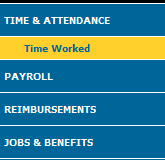 TIME & ATTENDANCE
Time Worked
PAYROLL
REIMBURSEMENTS
JOBS & BENEFITS